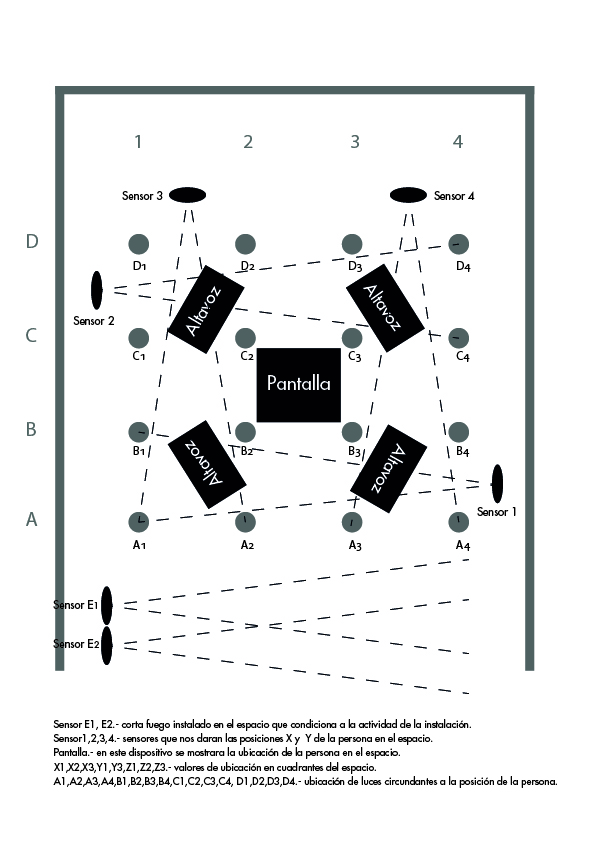 1 2 3 4
Sensor 3
Sensor 4
D
D1 D2 D3 D4
Sensor 2
Altavoz
Altavoz
C
C1 C2 C3 C4
Pantalla
B
B1 B2 B3 B4
Altavoz
Altavoz
Sensor 1
A
A1 A2 A3 A4
Sensor E1
Sensor E2
Sensor E1, E2.- corta fuego instalado en el espacio que condiciona a la actividad de la instalación.
Sensor1,2,3,4.- sensores que nos daran las posiciones X y Y de la persona en el espacio.
Pantalla.- en este dispositivo se mostrara la ubicación de la persona en el espacio.
X1,X2,X3,Y1,Y3,Z1,Z2,Z3.- valores de ubicación en cuadrantes del espacio.
A1,A2,A3,A4,B1,B2,B3,B4,C1,C2,C3,C4, D1,D2,D3,D4.- ubicación de luces circundantes a la posición de la persona.